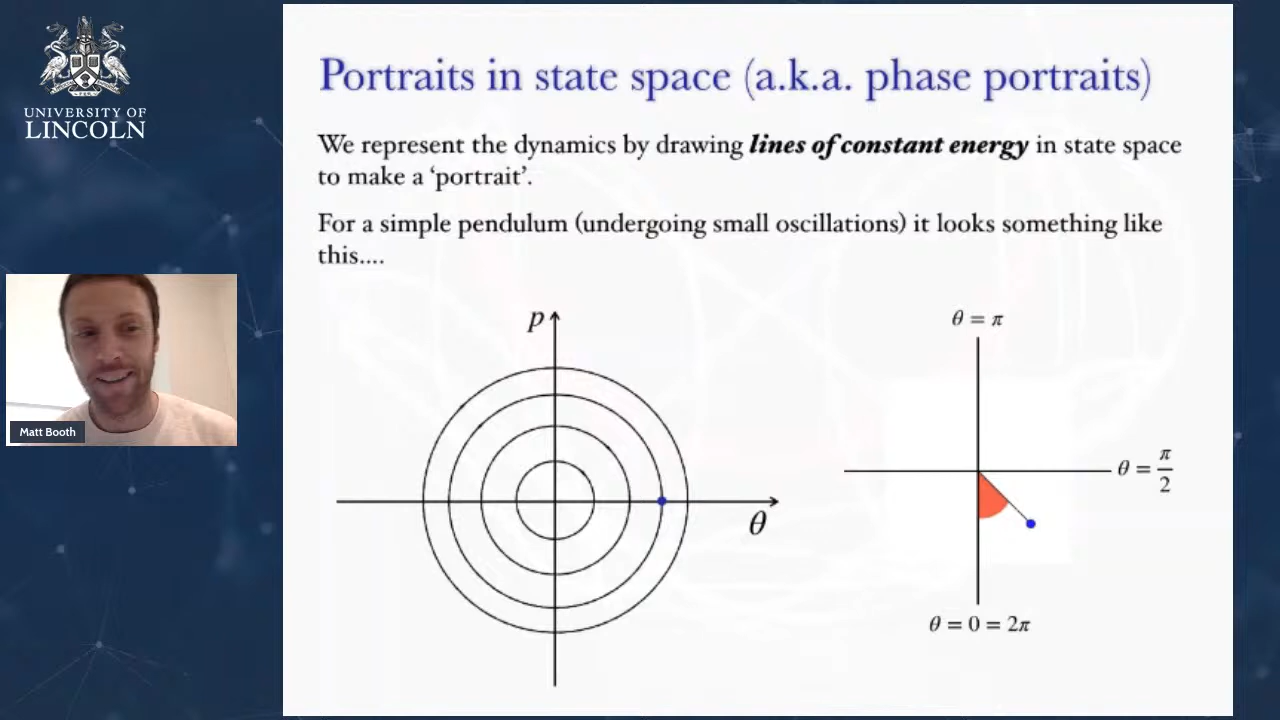 UNIVERSITY OF
LINCOLN
Portraits in state space (a.k.a. phase portraits)
We represent the dynamics by drawing lines of constant energy in state space
to make a ‘portrait’.
For a simple pendulum (undergoing small oscillations) it looks something like
this....
p
θ
θ = π
θ = π/2
θ = 0 = 2π
Matt Booth